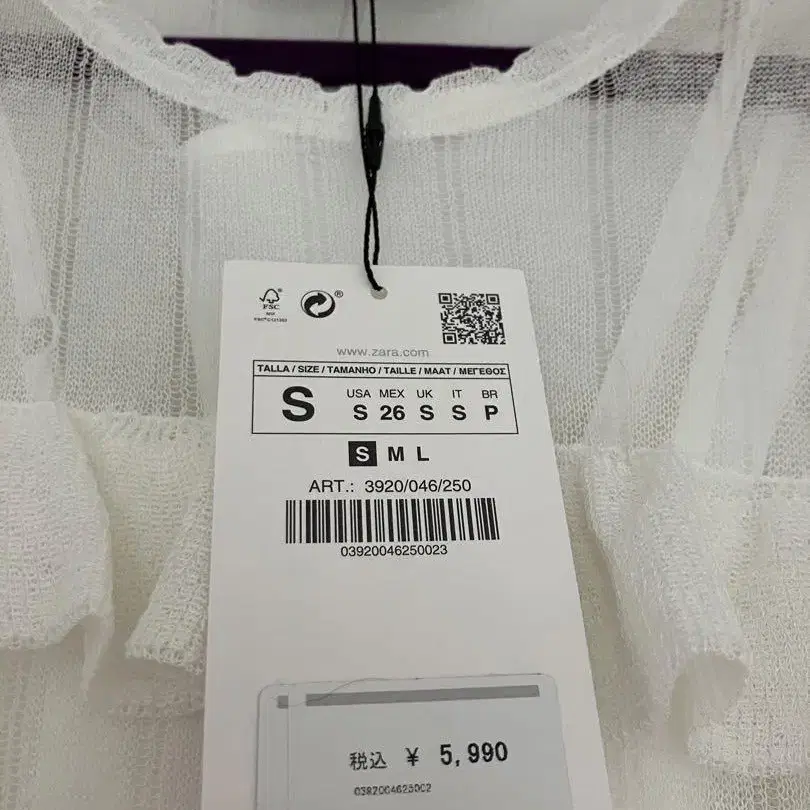 FSC
®
www.zara.com
TALLA / SIZE / TAMANHO / TAILLE / MAAT / ΜΕΓΕΘΟΣ
S
USA MEX UK IT BR
S 26 S S P
S M L
ART.: 3920/046/250
03920046250023
税込 ¥ 5,990